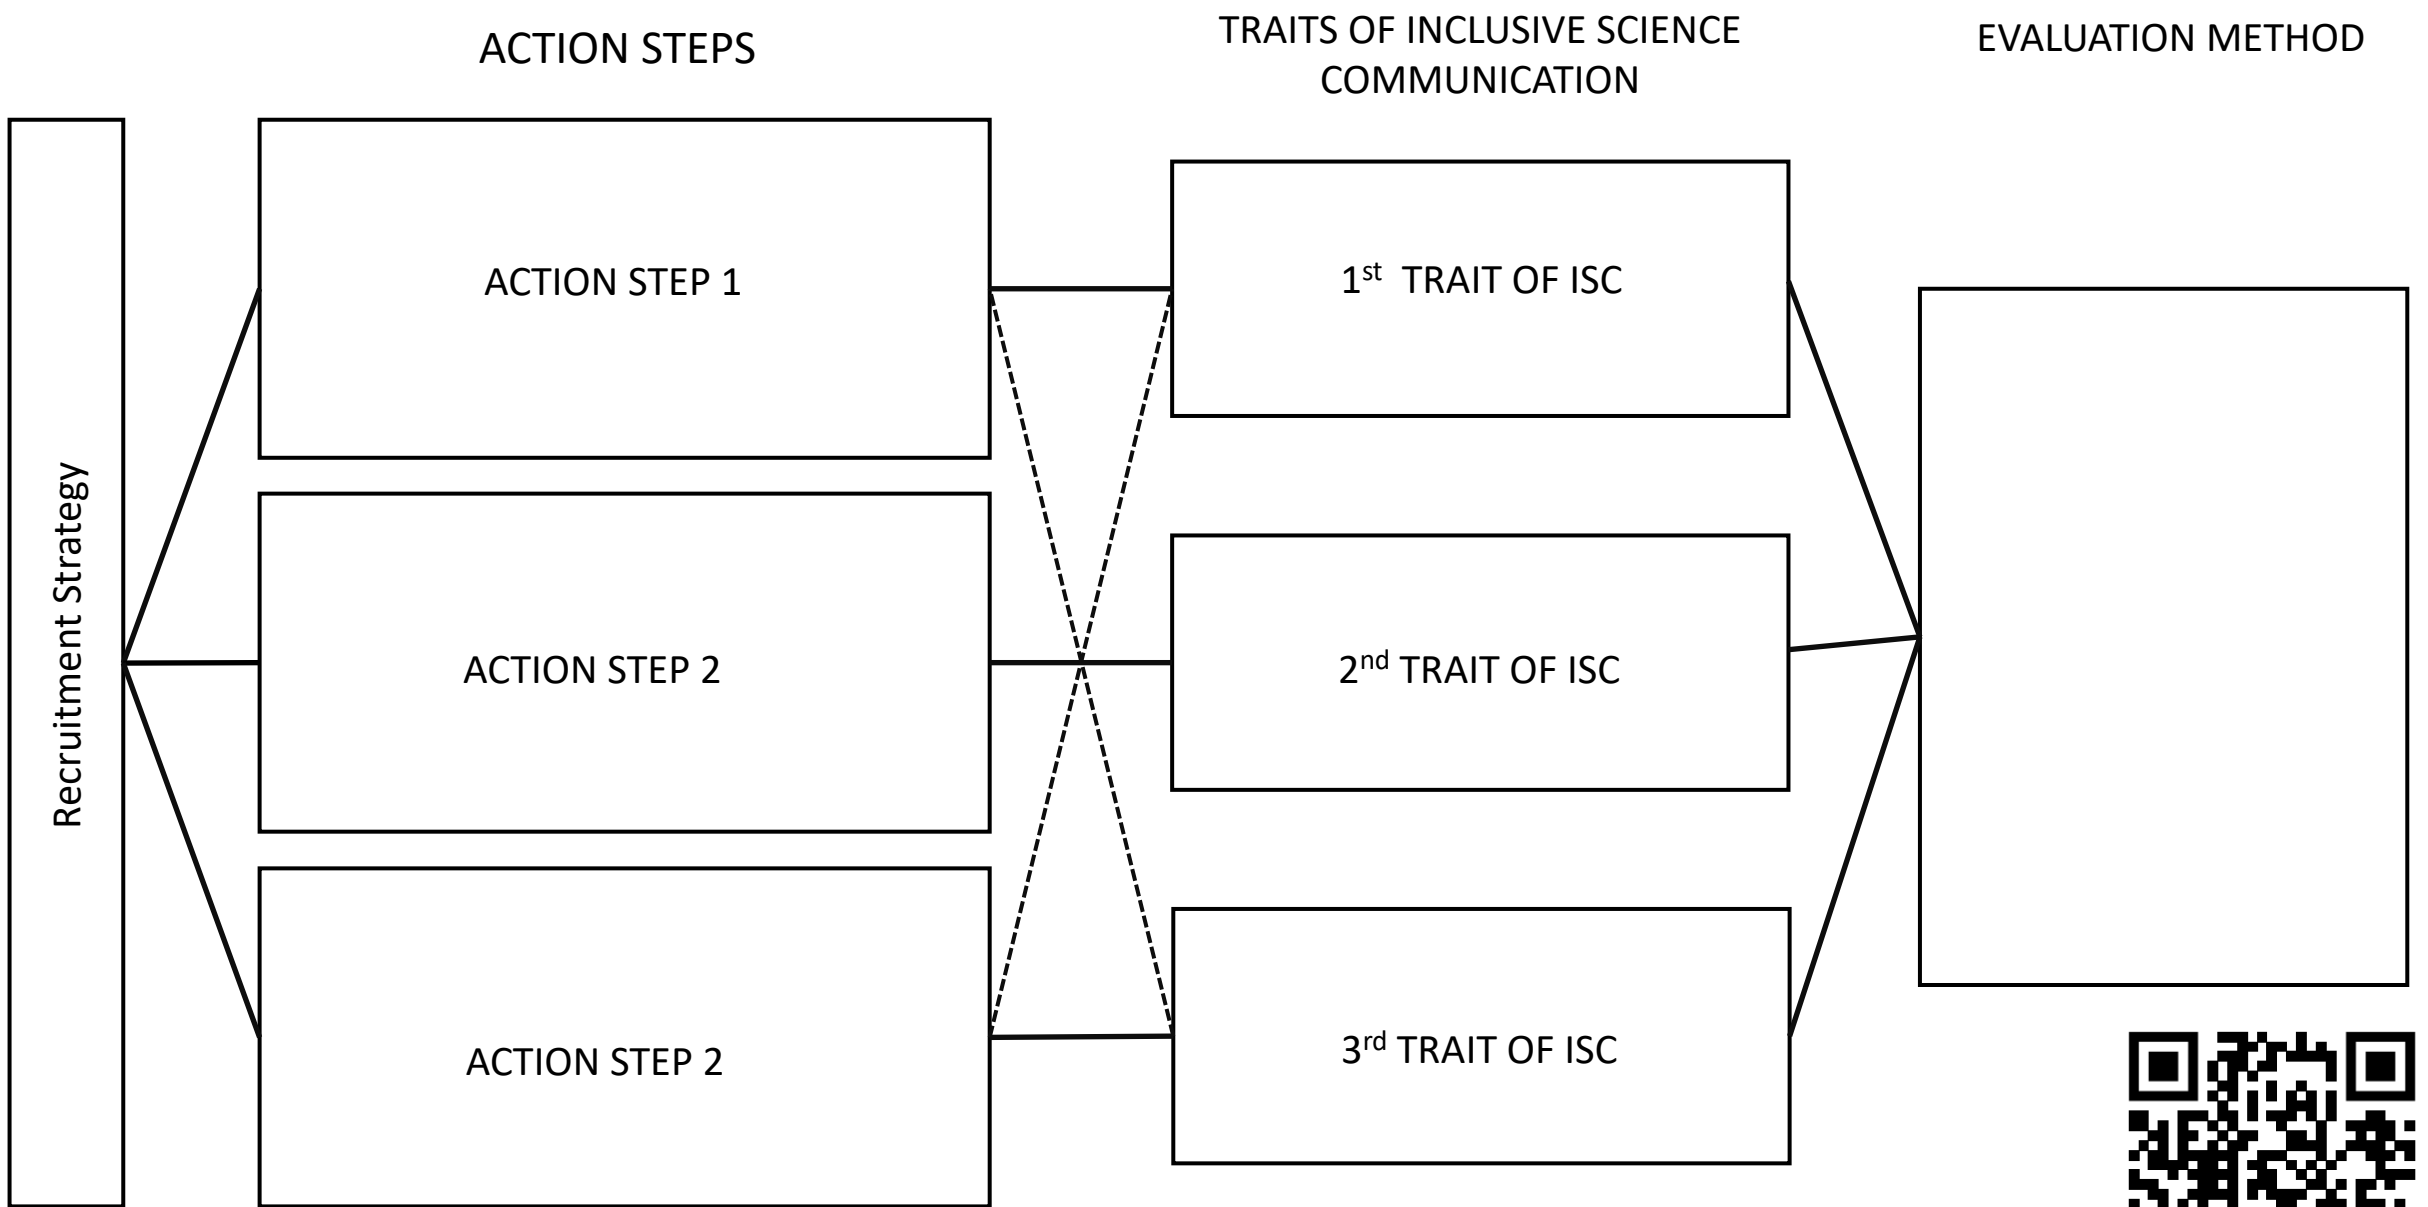 ACTION STEPS
TRAITS OF INCLUSIVE SCIENCE
COMMUNICATION
EVALUATION METHOD
Recruitment Strategy
ACTION STEP 1
1st TRAIT OF ISC
ACTION STEP 2
2nd TRAIT OF ISC
ACTION STEP 2
3rd TRAIT OF ISC